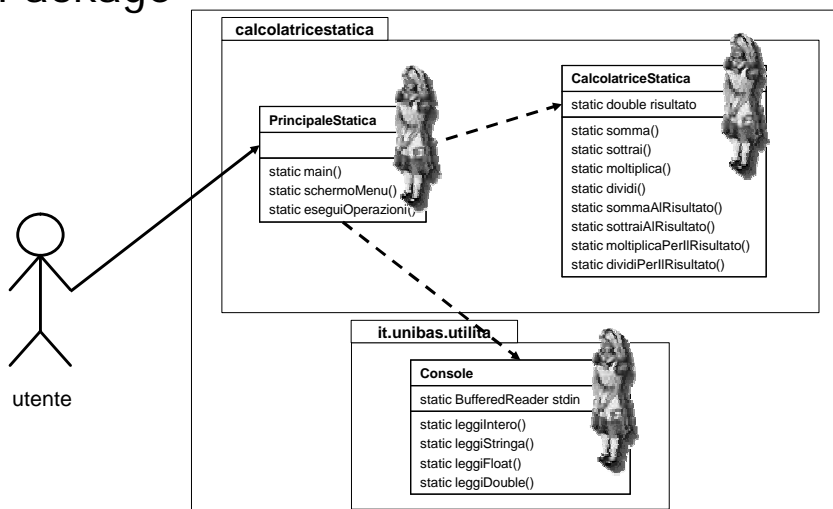 Package
calcolatricestatica
CalcolatriceStatica
static double risultato
static somma()
static sottrai()
static moltiplica()
static dividi()
static sommaAlRisultato()
static sottraiAlRisultato()
static moltiplicaPerIlRisultato()
static dividiPerIlRisultato()
PrincipaleStatica
static main()
static schermoMenu()
static eseguiOperazioni()
utente
it.unibas.utilita
Console
static BufferedReader stdin
static leggiIntero()
static leggiStringa()
static leggiFloat()
static leggiDouble()